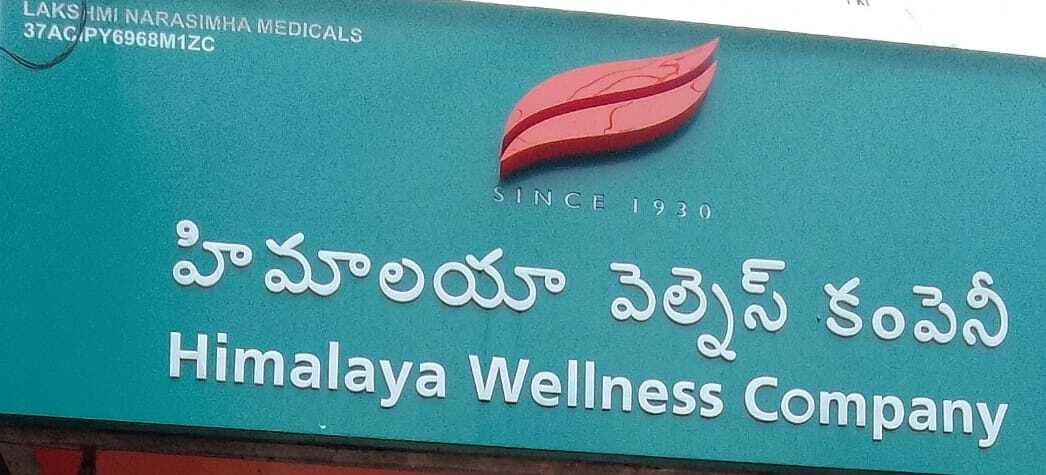 LAKSHMI NARASIMHA MEDICALS
SINCE 1930
హిమాలయా వెల్నెస్ కంపెనీ
Himalaya Wellness Company